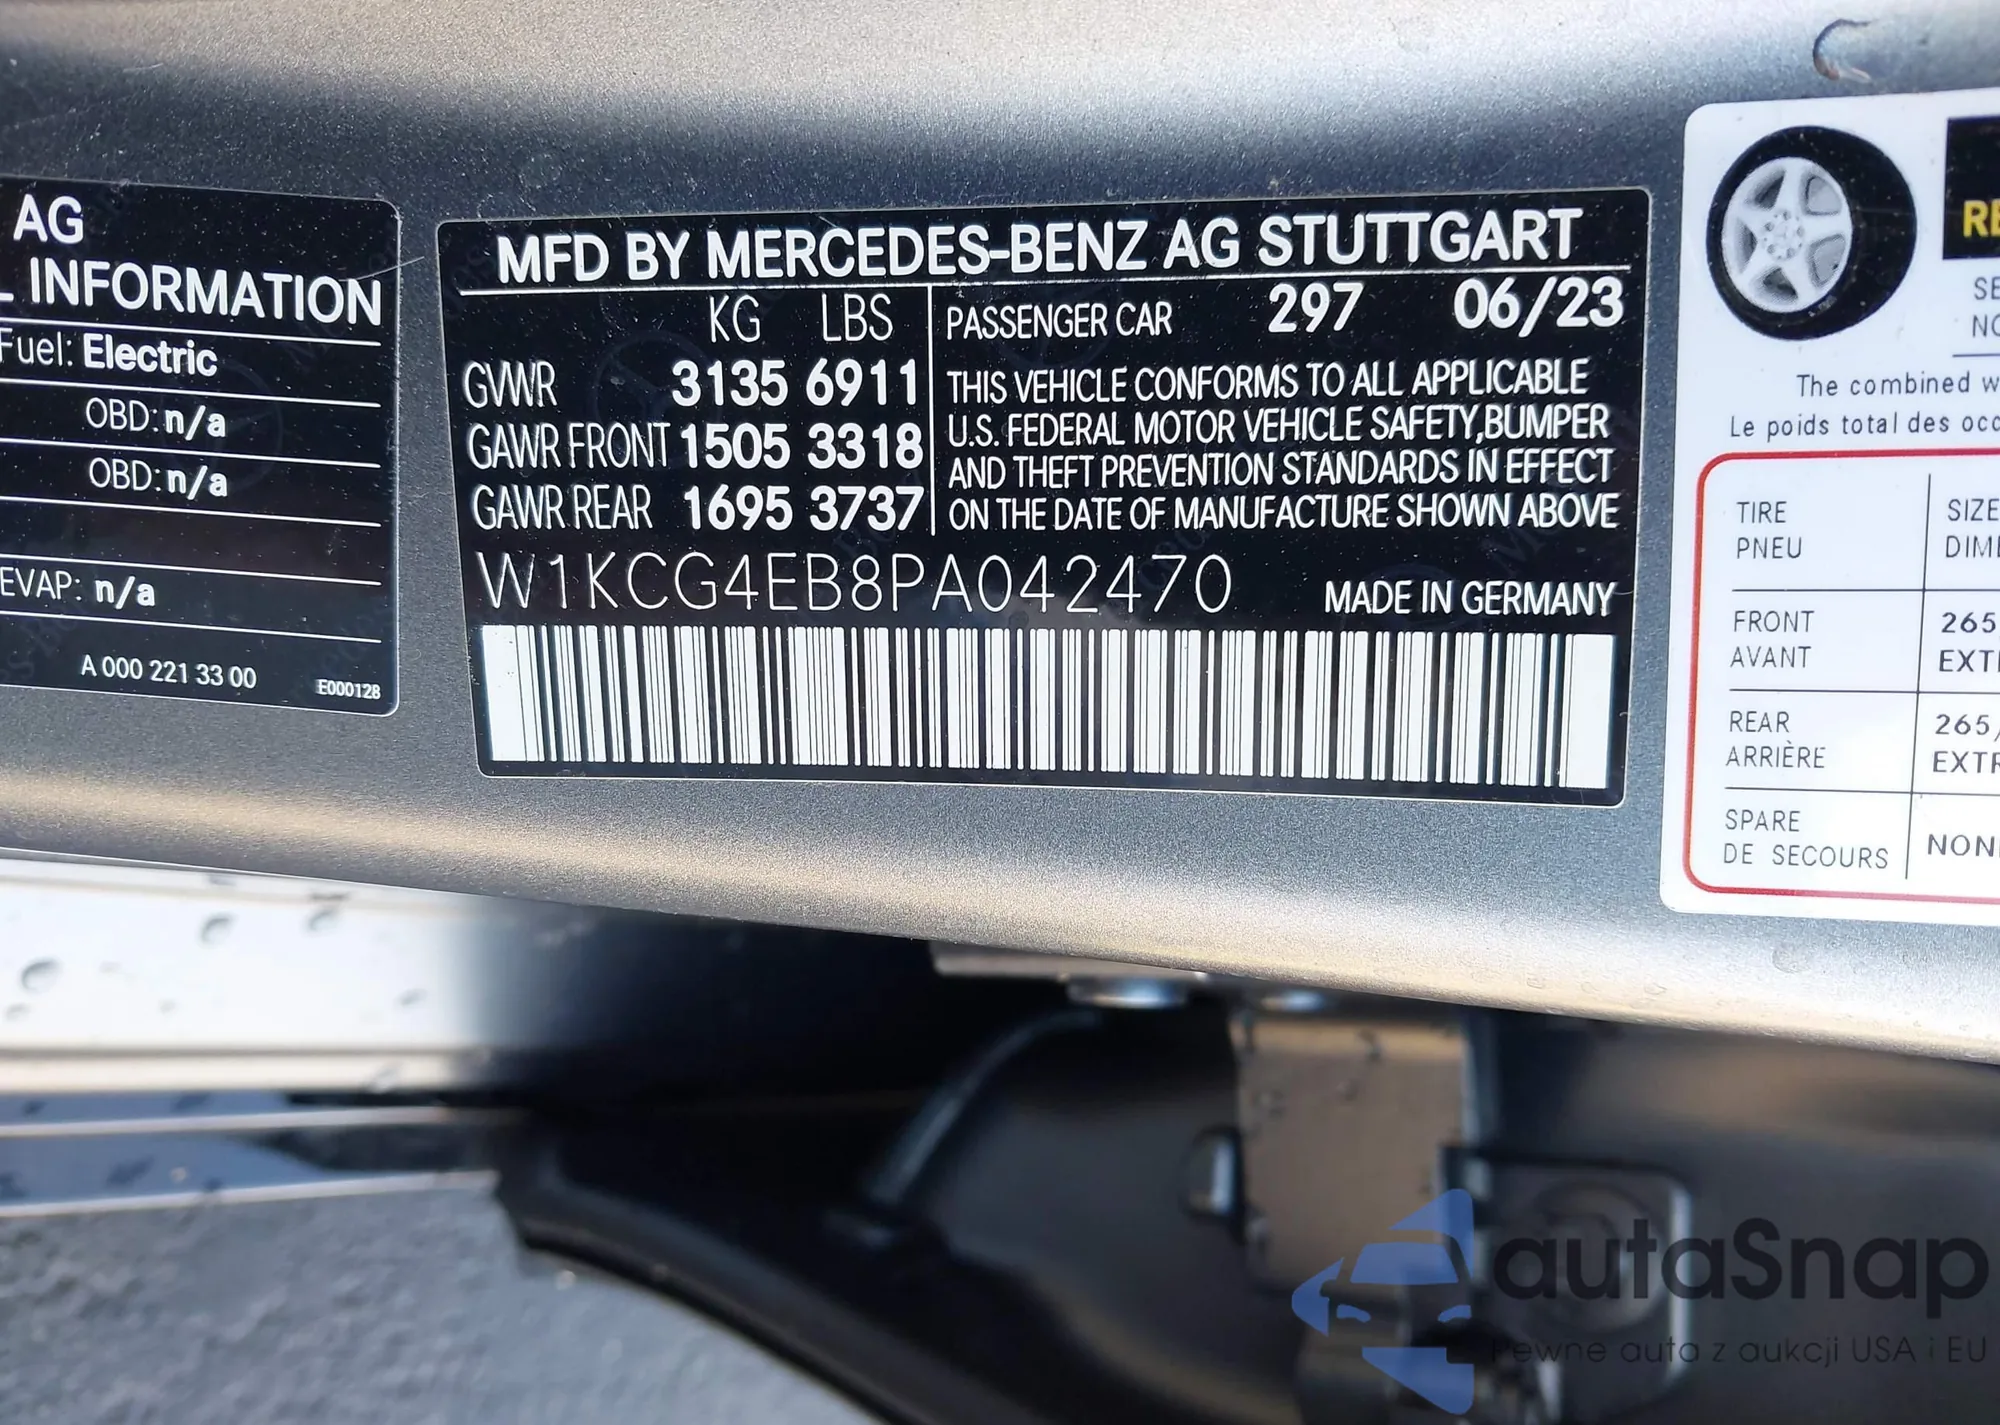 AG
L INFORMATION
Fuel: Electric
OBD: n/a
OBD: n/a
EVAP: n/a
A 000 221 33 00 E000128
MFD BY MERCEDES-BENZ AG STUTTGART
KG LBS
GVWR 3135 6911
GAWR FRONT 1505 3318
GAWR REAR 1695 3737
PASSENGER CAR 297 06/23
THIS VEHICLE CONFORMS TO ALL APPLICABLE
U.S. FEDERAL MOTOR VEHICLE SAFETY,BUMPER
AND THEFT PREVENTION STANDARDS IN EFFECT
ON THE DATE OF MANUFACTURE SHOWN ABOVE
W1KCG4EB8PA042470
MADE IN GERMANY
The combined
Le poids total des
TIRE SIZE
PNEU
FRONT 265
AVANT
REAR 265/
ARRIÈRE
SPARE
DE SECOURS
autaSnap
Pewne auta z aukcji USA i EU